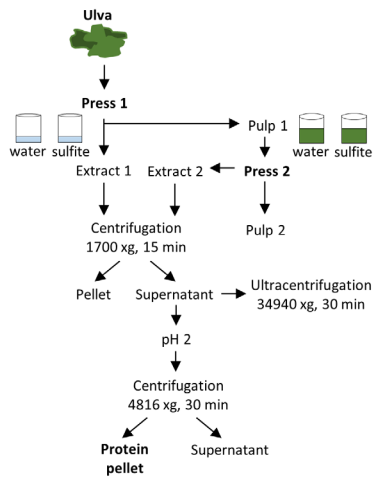 Ulva
Press 1
water sulfite
Pulp 1
water sulfite
Extract 1
Extract 2
Press 2
Centrifugation
1700 xg, 15 min
Pulp 2
Pellet
Supernatant
Ultracentrifugation
34940 xg, 30 min
pH 2
Centrifugation
4816 xg, 30 min
Protein
pellet
Supernatant